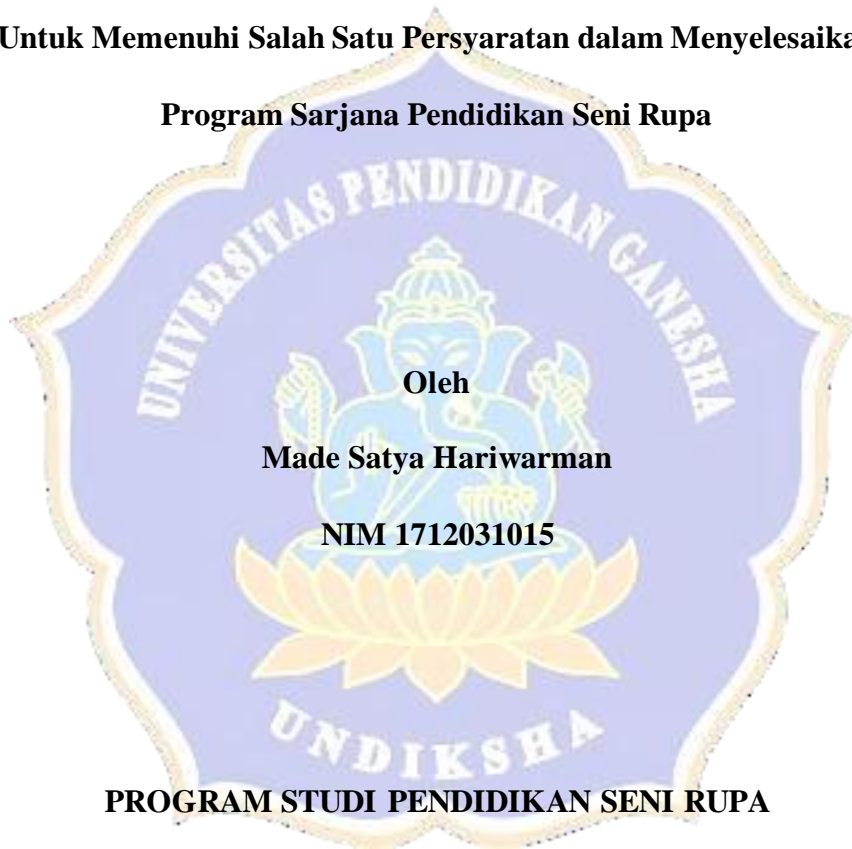 Untuk Memenuhi Salah Satu Persyaratan dalam Menyelesaika
Program Sarjana Pendidikan Seni Rupa
UNIVERSITAS PENDIDIKAN GANESHA
Oleh
Made Satya Hariwarman
NIM 1712031015
UNDIKSHA
PROGRAM STUDI PENDIDIKAN SENI RUPA